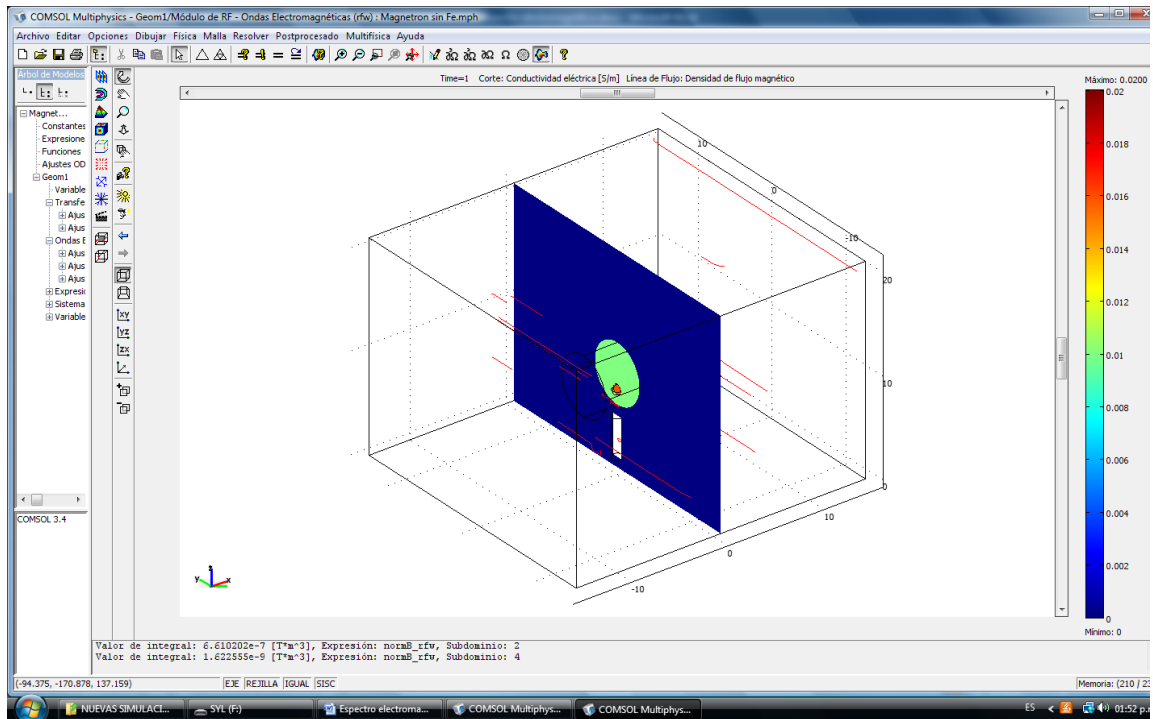 COMSOL Multiphysics - Geom1/Módulo de RF - Ondas Electromagnéticas (rfw) : Magnetron sin Fe.mph
Archivo Editar Opciones Dibujar Física Malla Resolver Postprocesado Multifísica Ayuda
Árbol de Modelos
Magnet...
Constantes
Expresione
Funciones
Ajustes OD
Geom1
Variable
Transfe
Ajus
Ajus
Ondas E
Ajus
Ajus
Ajus
Expresió
Sistema
Variable
COMSOL 3.4
Time=1 Corte: Conductividad eléctrica [S/m] Línea de Flujo: Densidad de flujo magnético
Máximo: 0.0200
0.02
0.018
0.016
0.014
0.012
0.01
0.008
0.006
0.004
0.002
0
Mínimo: 0
10
0
-10
20
10
0
10
0
-10
z
y
x
xy
yz
zx
Valor de integral: 6.610202e-7 [T*m^3], Expresión: normB_rfw, Subdominio: 2
Valor de integral: 1.622555e-9 [T*m^3], Expresión: normB_rfw, Subdominio: 4
(-94.375, -170.878, 137.159)
EJE REJILLA IGUAL SISC
Memoria: (210 / 23
NUEVAS SIMULACI...
SYL (F:)
Espectro electroma...
COMSOL Multiphys...
COMSOL Multiphys...
ES
01:52 p.m.